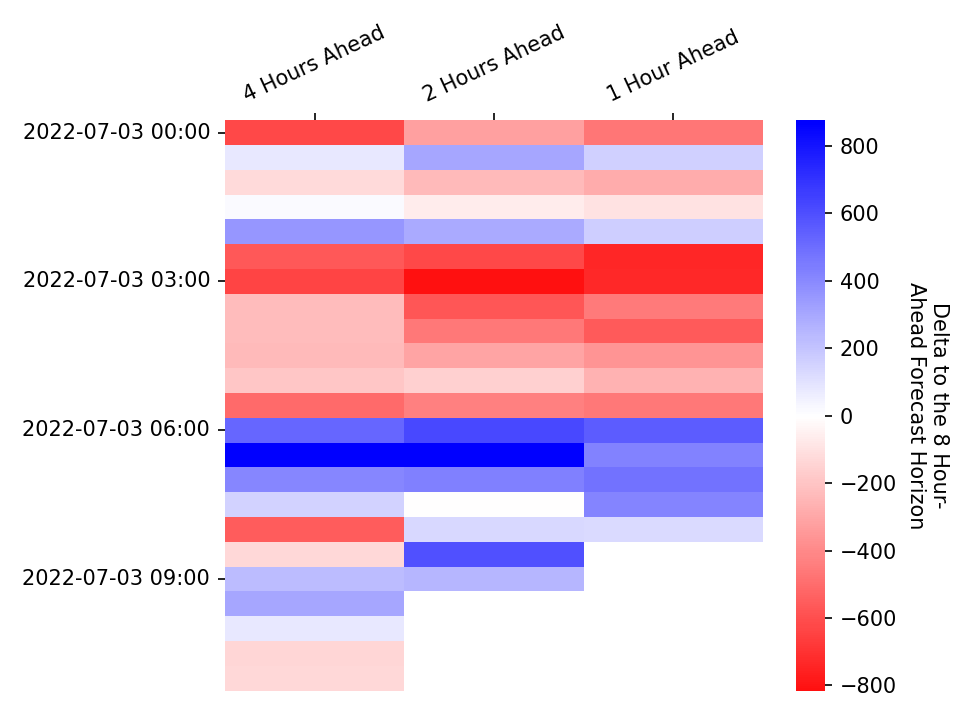 4 Hours Ahead
2 Hours Ahead
1 Hour Ahead
2022-07-03 00:00
2022-07-03 03:00
2022-07-03 06:00
2022-07-03 09:00
800
600
400
200
0
−200
−400
−600
−800
Delta to the 8 Hour-
Ahead Forecast Horizon